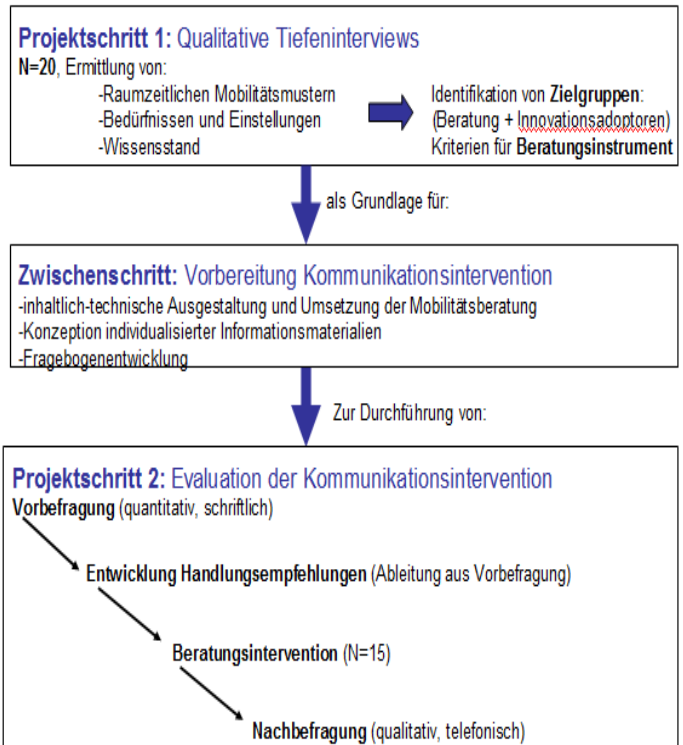 Projektschritt 1: Qualitative Tiefeninterviews
N=20, Ermittlung von:
-Raumzeitlichen Mobilitätsmustern
-Bedürfnissen und Einstellungen
-Wissensstand
Identifikation von Zielgruppen:
(Beratung + Innovationsadoptoren)
Kriterien für Beratungsinstrument
als Grundlage für:
Zwischenschritt: Vorbereitung Kommunikationsintervention
-inhaltlich-technische Ausgestaltung und Umsetzung der Mobilitätsberatung
-Konzeption individualisierter Informationsmaterialien
-Fragebogenentwicklung
Zur Durchführung von:
Projektschritt 2: Evaluation der Kommunikationsintervention
Vorbefragung (quantitativ, schriftlich)
Entwicklung Handlungsempfehlungen (Ableitung aus Vorbefragung)
Beratungsintervention (N=15)
Nachbefragung (qualitativ, telefonisch)